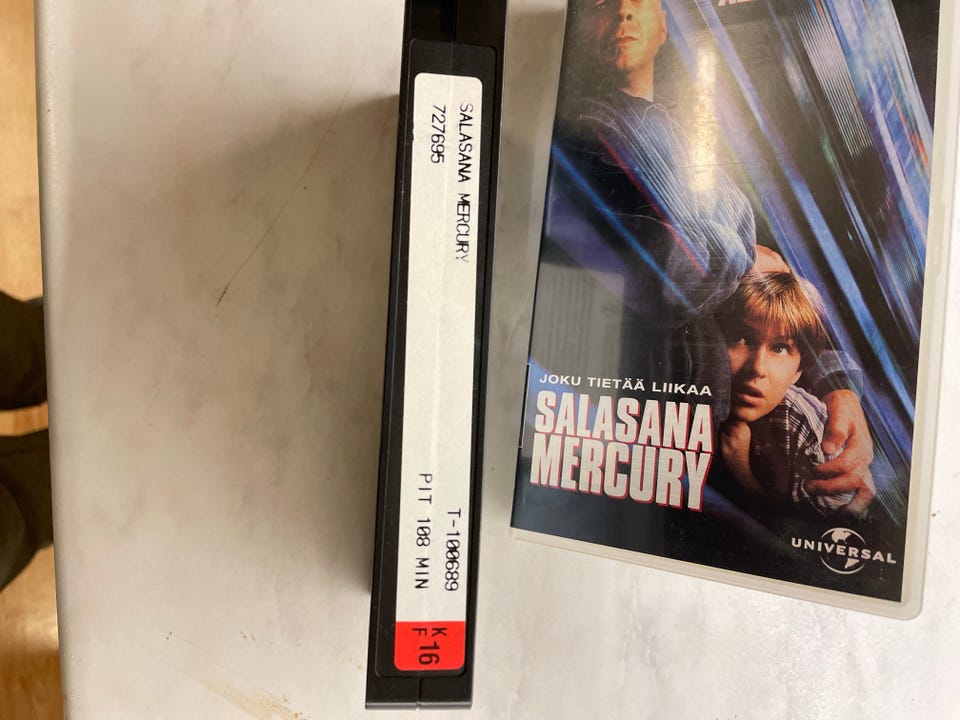 SALASANA MERCURY
727695
T-100689
PIT 108 MIN
K 16
F
JOKU TIETÄÄ LIIKAA
SALASANA
MERCURY
UNIVERSAL